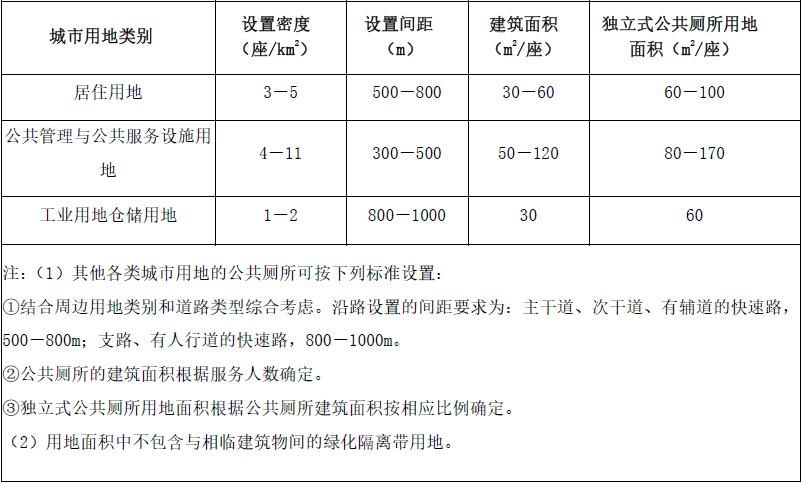 城市用地类别 设置密度（座/km²） 设置间距（m） 建筑面积（m²/座） 独立式公共厕所用地面积（m²/座）
居住用地 3—5 500—800 30—60 60—100
公共管理与公共服务设施用地 4—11 300—500 50—120 80—170
工业用地仓储用地 1—2 800—1000 30 60
注：（1）其他各类城市用地的公共厕所可按下列标准设置：
①结合周边用地类别和道路类型综合考虑。沿路设置的间距要求为：主干道、次干道、有辅道的快速路，
500—800m；支路、有人行道的快速路，800—1000m。
②公共厕所的建筑面积根据服务人数确定。
③独立式公共厕所用地面积根据公共厕所建筑面积按相应比例确定。
（2）用地面积中不包含与相临建筑物间的绿化隔离带用地。